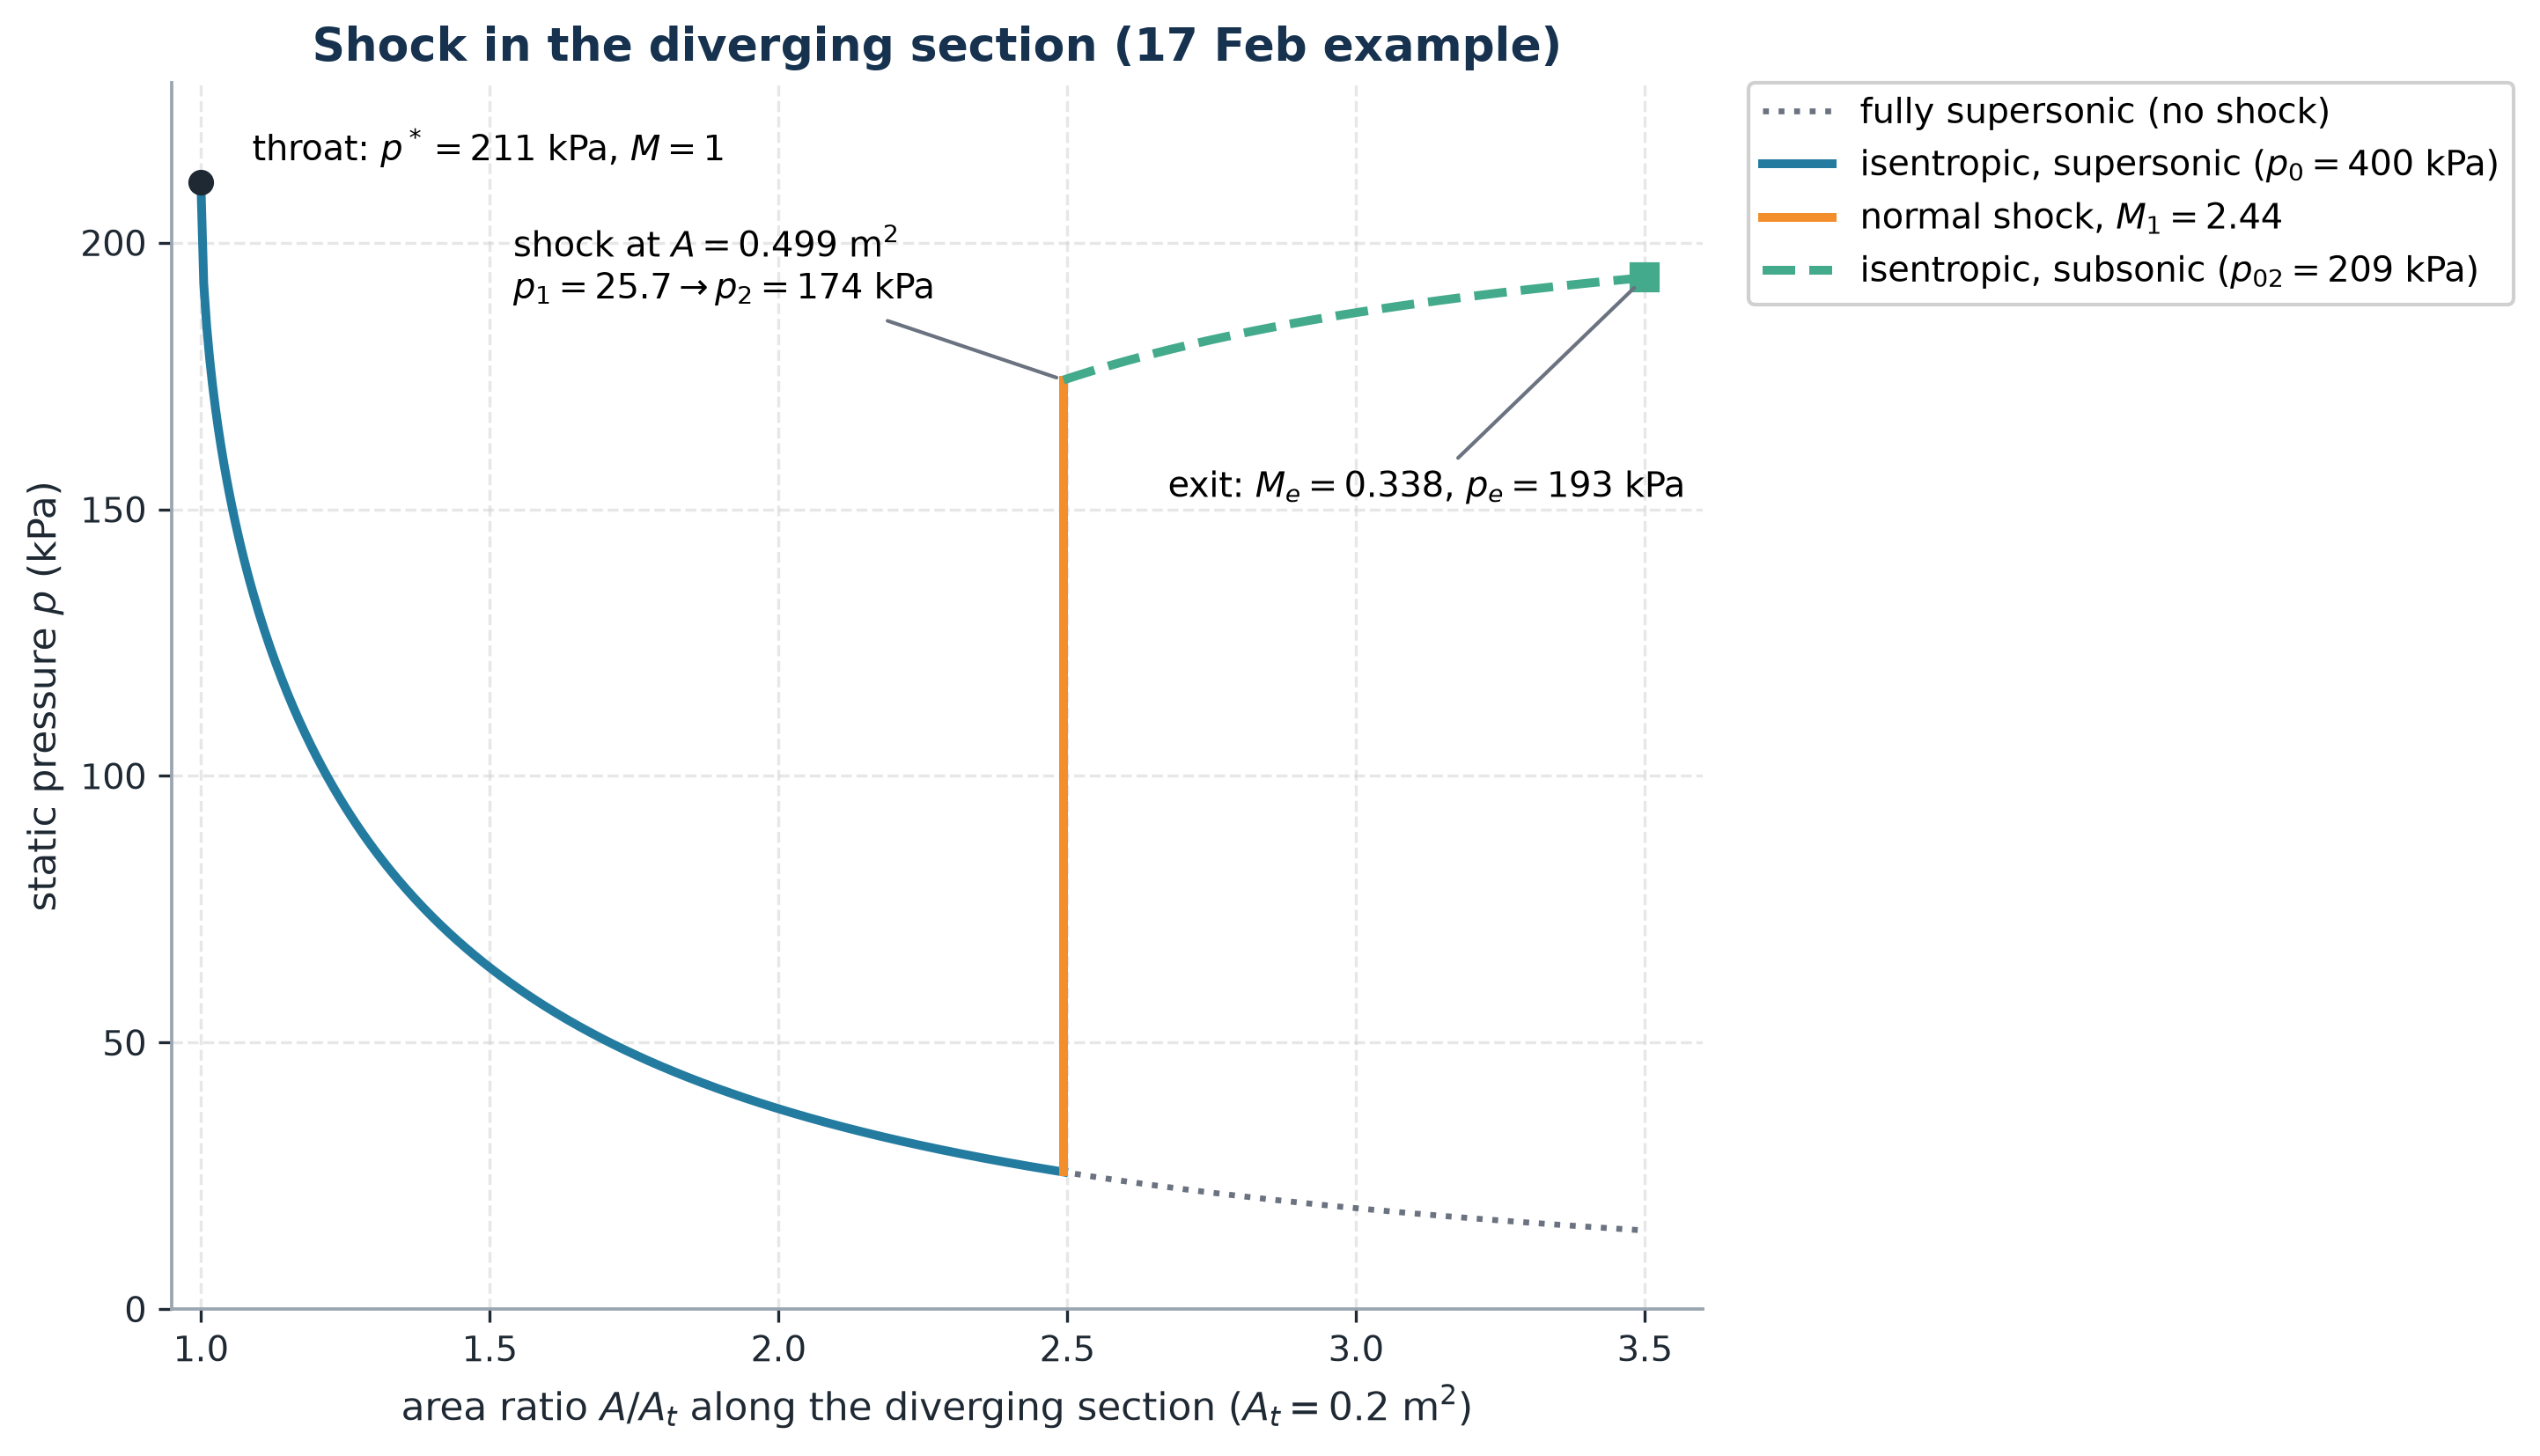 Shock in the diverging section (17 Feb example)
throat: p* = 211 kPa, M = 1
shock at A = 0.499 m²
p₁ = 25.7 → p₂ = 174 kPa
exit: Mₑ = 0.338, pₑ = 193 kPa
fully supersonic (no shock)
isentropic, supersonic (p₀ = 400 kPa)
normal shock, M₁ = 2.44
isentropic, subsonic (p₀₂ = 209 kPa)
static pressure p (kPa)
200
150
100
50
0
1.0 1.5 2.0 2.5 3.0 3.5
area ratio A/Aₜ along the diverging section (Aₜ = 0.2 m²)